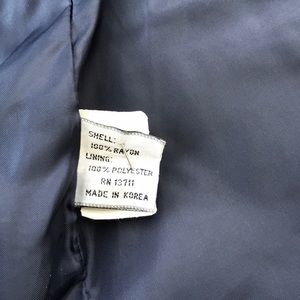 SHELL:
100% RAYON
LINING:
100% POLYESTER
RN 13711
MADE IN KOREA